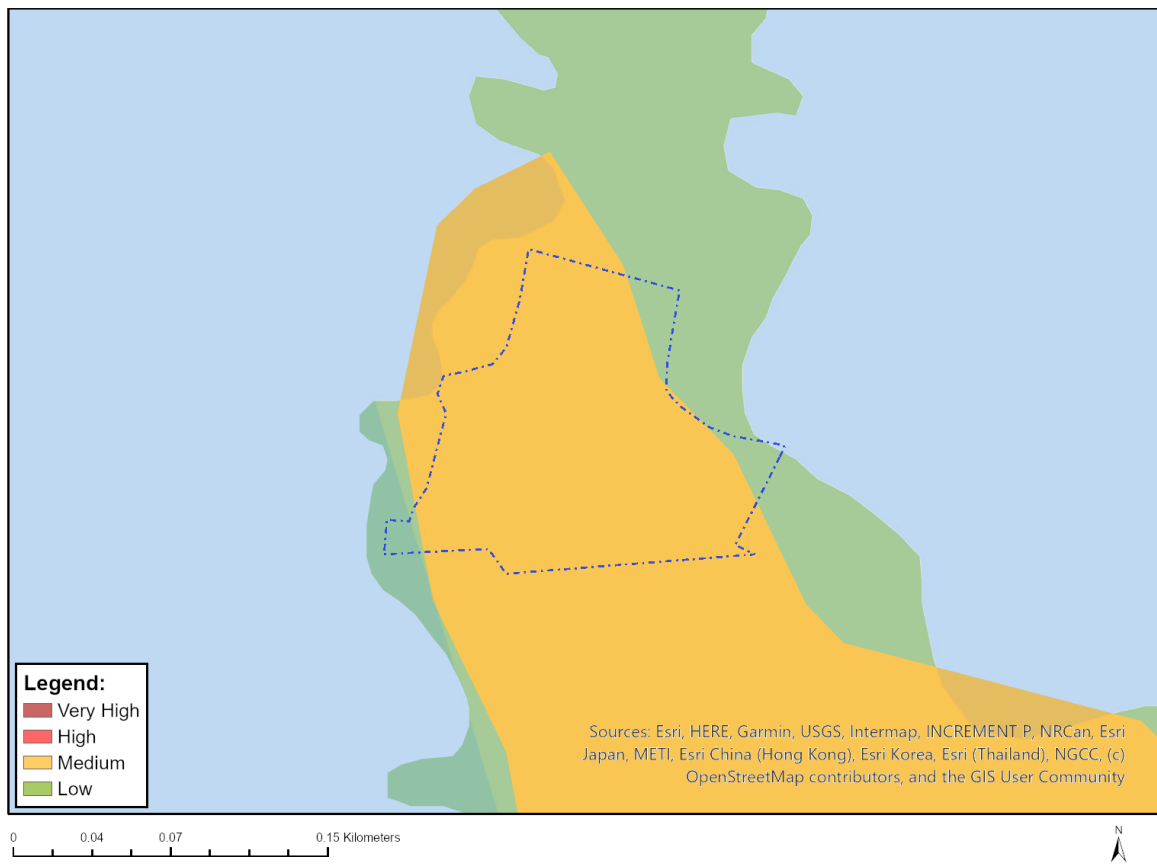 Legend:
Very High
High
Medium
Low
Sources: Esri, HERE, Garmin, USGS, Intermap, INCREMENT P, NRCan, Esri
Japan, METI, Esri China (Hong Kong), Esri Korea, Esri (Thailand), NGCC, (c)
OpenStreetMap contributors, and the GIS User Community
0 0.04 0.07 0.15 Kilometers
N